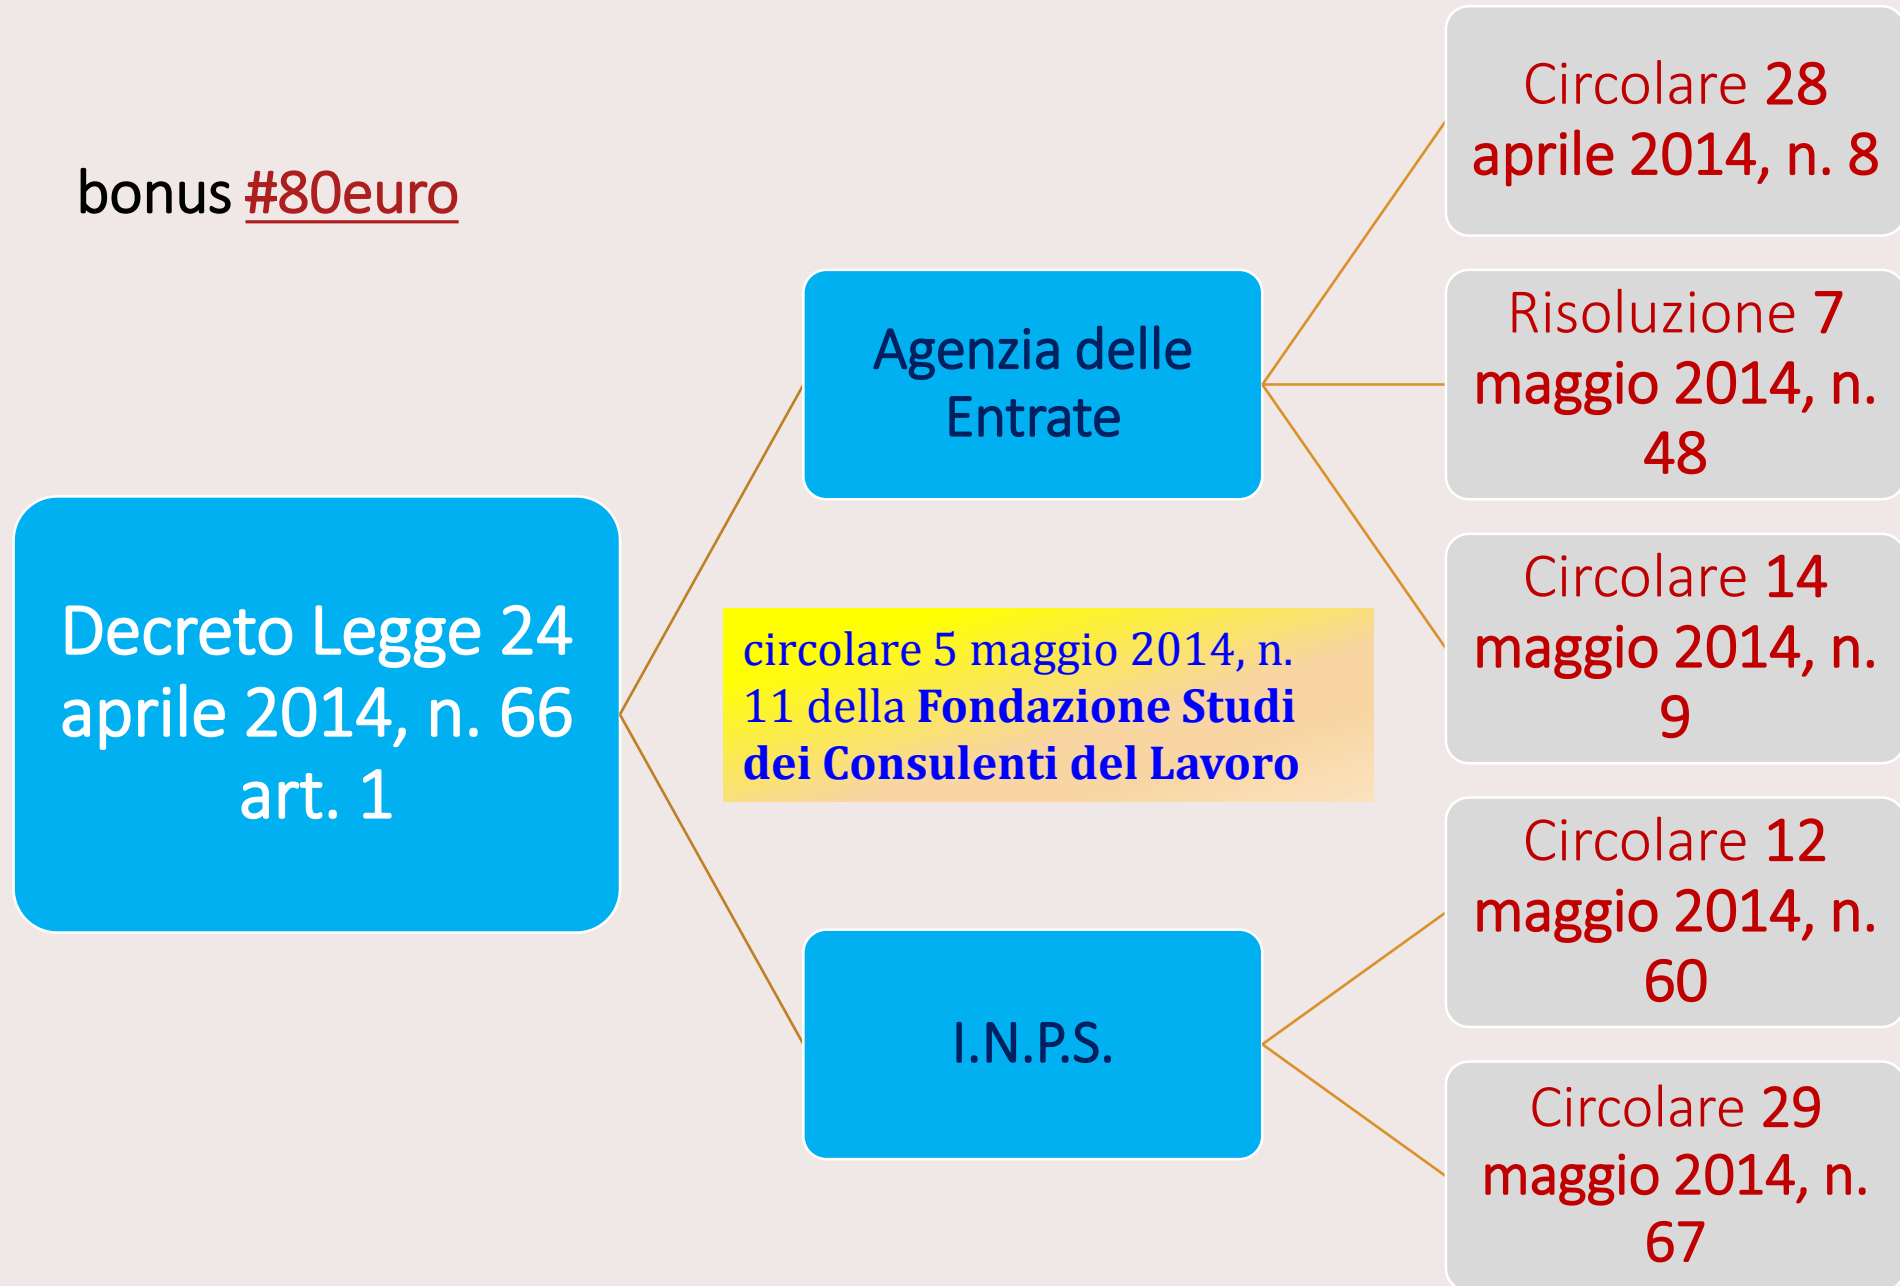 bonus #80euro
Decreto Legge 24
aprile 2014, n. 66
art. 1
Agenzia delle
Entrate
circolare 5 maggio 2014, n.
11 della Fondazione Studi
dei Consulenti del Lavoro
I.N.P.S.
Circolare 28
aprile 2014, n. 8
Risoluzione 7
maggio 2014, n.
48
Circolare 14
maggio 2014, n.
9
Circolare 12
maggio 2014, n.
60
Circolare 29
maggio 2014, n.
67